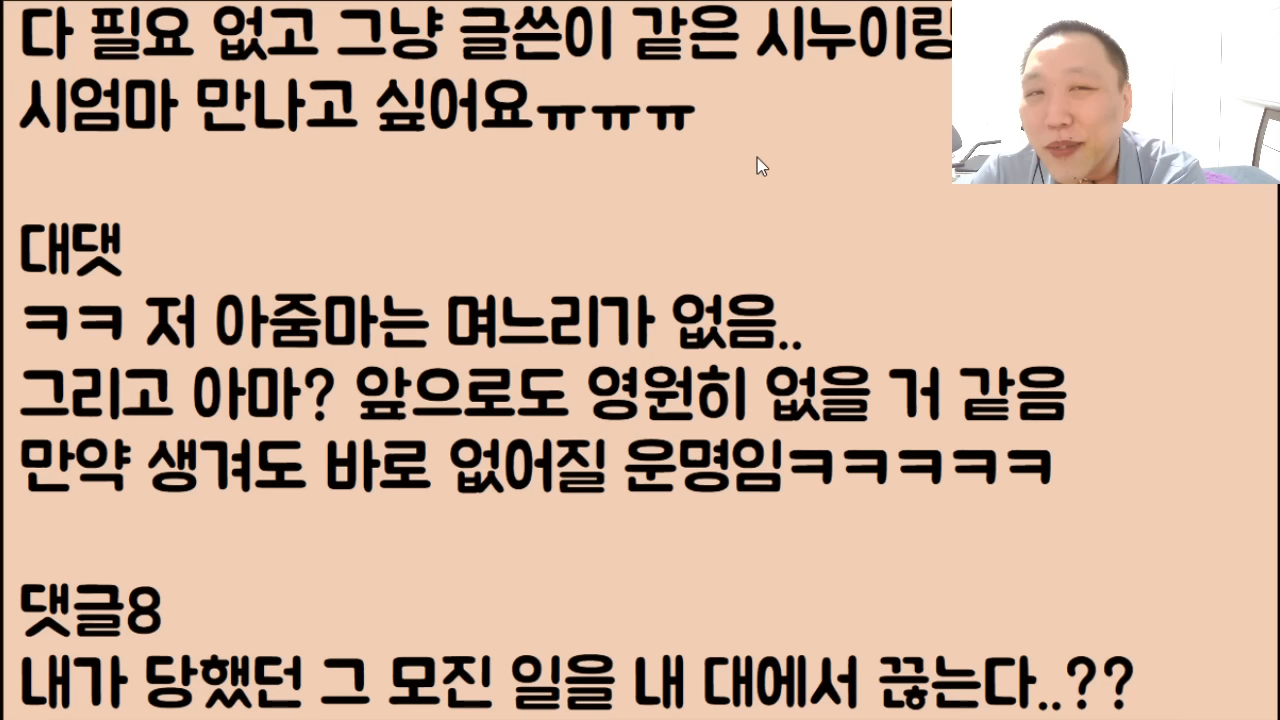 다 필요 없고 그냥 글쓴이 같은 시누이랑
시엄마 만나고 싶어요ㅠㅠㅠ
대댓
ㅋㅋ 저 아줌마는 며느리가 없음..
그리고 아마? 앞으로도 영원히 없을 거 같음
만약 생겨도 바로 없어질 운명임ㅋㅋㅋㅋㅋ
댓글8
내가 당했던 그 모진 일을 내 대에서 끊는다..??